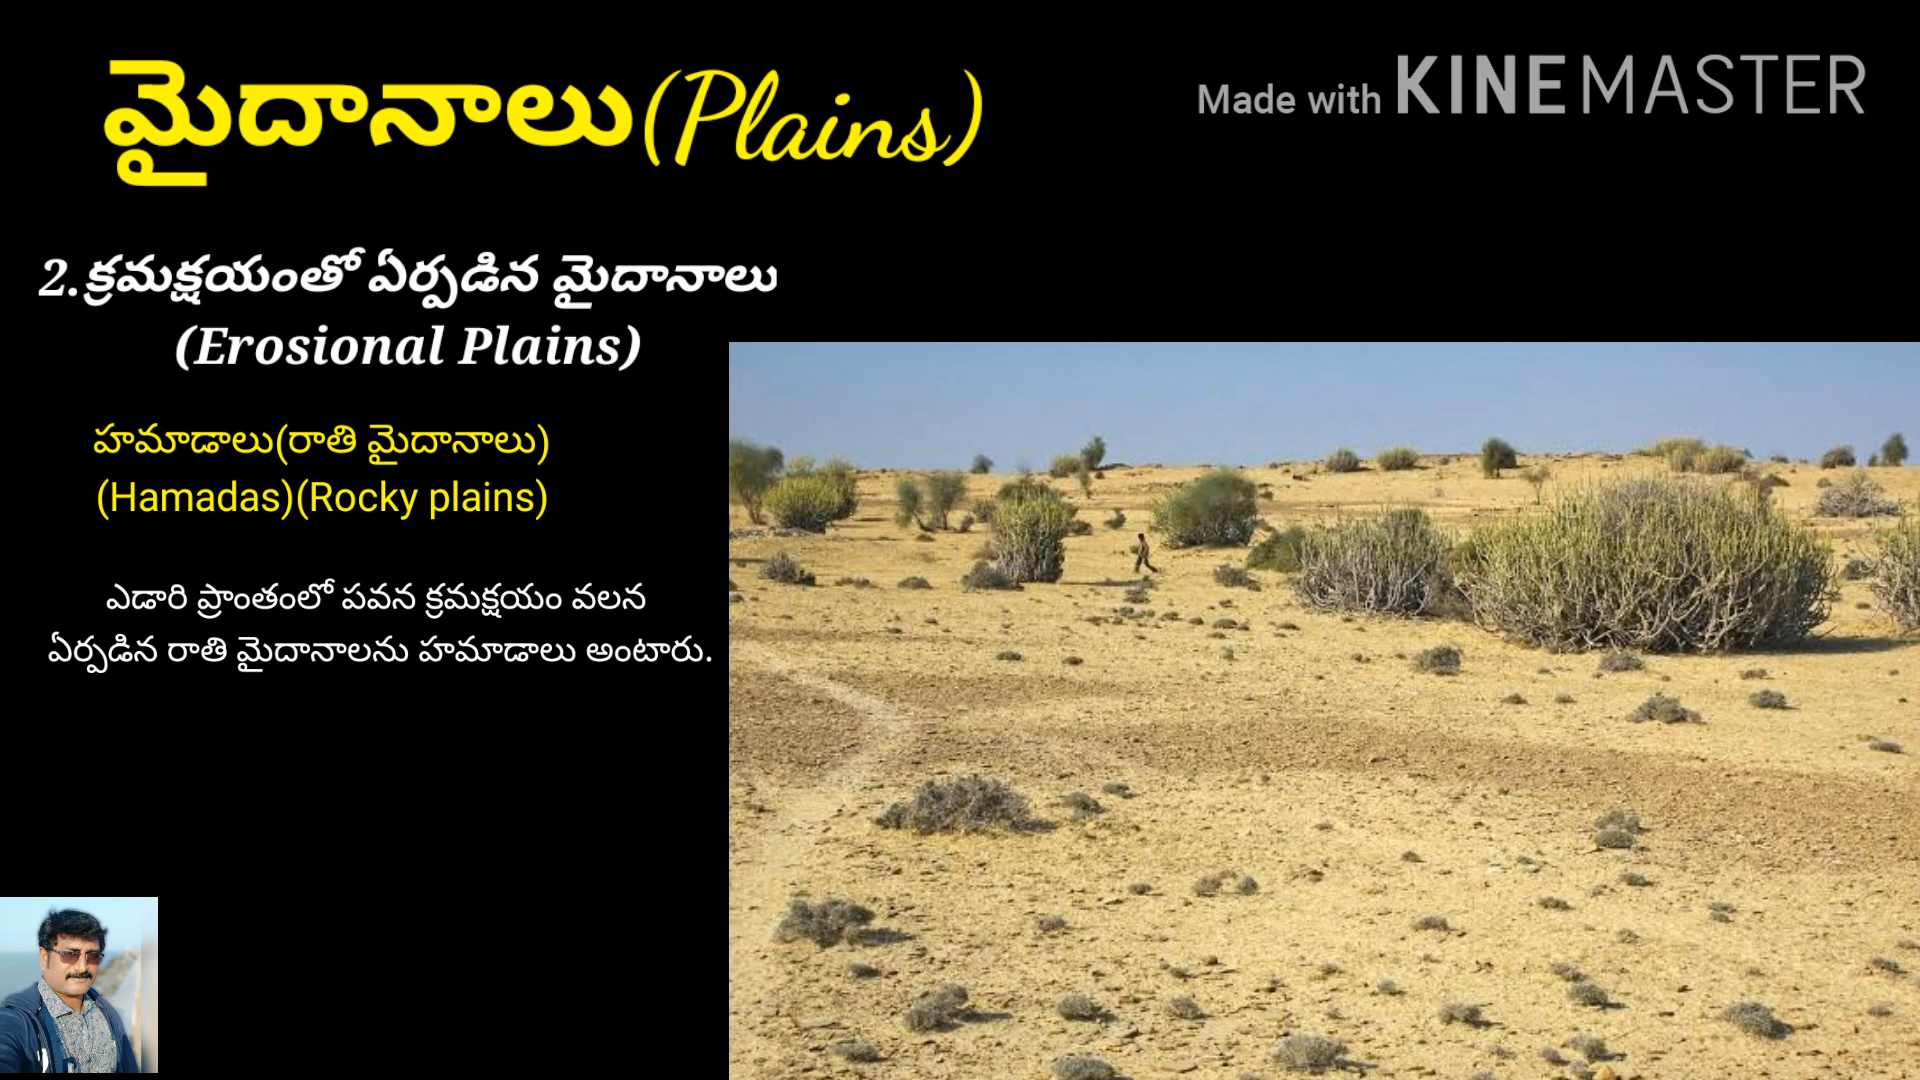 మైదానాలు(Plains)
Made with KINEMASTER
2.క్రమక్షయంతో ఏర్పడిన మైదానాలు
(Erosional Plains)
హమాడాలు(రాతి మైదానాలు)
(Hamadas)(Rocky plains)
ఎడారి ప్రాంతంలో పవన క్రమక్షయం వలన
ఏర్పడిన రాతి మైదానాలను హమాడాలు అంటారు.